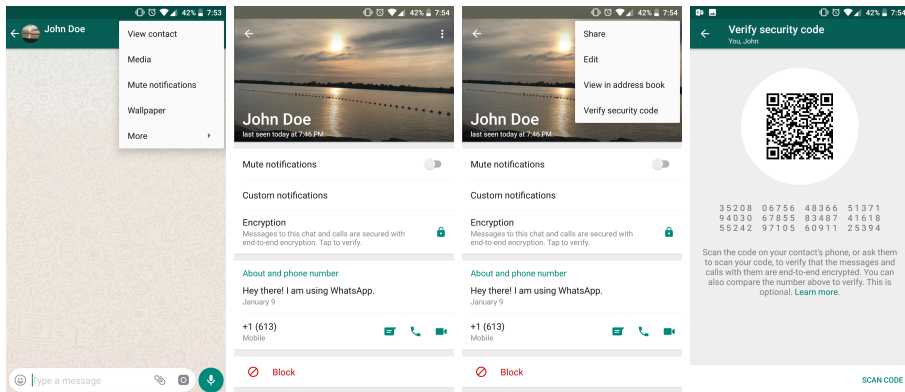 42% 7:53
John Doe
View contact
Media
Mute notifications
Wallpaper
More
Type a message
42% 7:54
John Doe
last seen today at 7:46 PM
Mute notifications
Custom notifications
Encryption
Messages to this chat and calls are secured with
end-to-end encryption. Tap to verify.
About and phone number
Hey there! I am using WhatsApp.
January 9
+1 (613)
Mobile
Block
42% 7:54
Share
Edit
View in address book
Verify security code
John Doe
last seen today at 7:46 PM
Mute notifications
Custom notifications
Encryption
Messages to this chat and calls are secured with
end-to-end encryption. Tap to verify.
About and phone number
Hey there! I am using WhatsApp.
January 9
+1 (613)
Mobile
Block
42% 7:54
Verify security code
You, John
35208 06756 48366 51371
94030 67855 83487 41618
55242 97105 60911 25394
Scan the code on your contact's phone, or ask them
to scan your code, to verify that the messages and
calls with them are end-to-end encrypted. You can
also compare the number above to verify. This is
optional. Learn more.
SCAN CODE